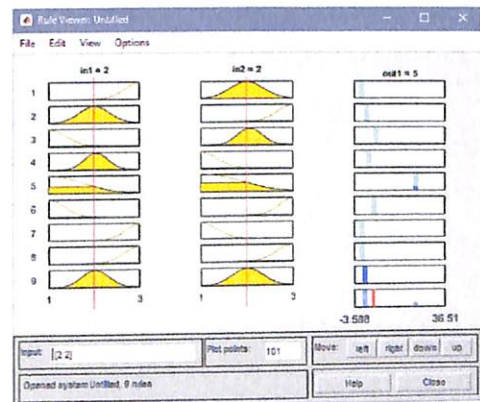 Rule Viewer: Untitled
File Edit View Options
in1 = 2 in2 = 2 out1 = 5
1
2
3
4
5
6
7
8
9
1 3 3
-3.588 36.51
Input: [2 2] Plot points: 101 Move: left right down up
Opened system Untitled, 9 rules Help Close